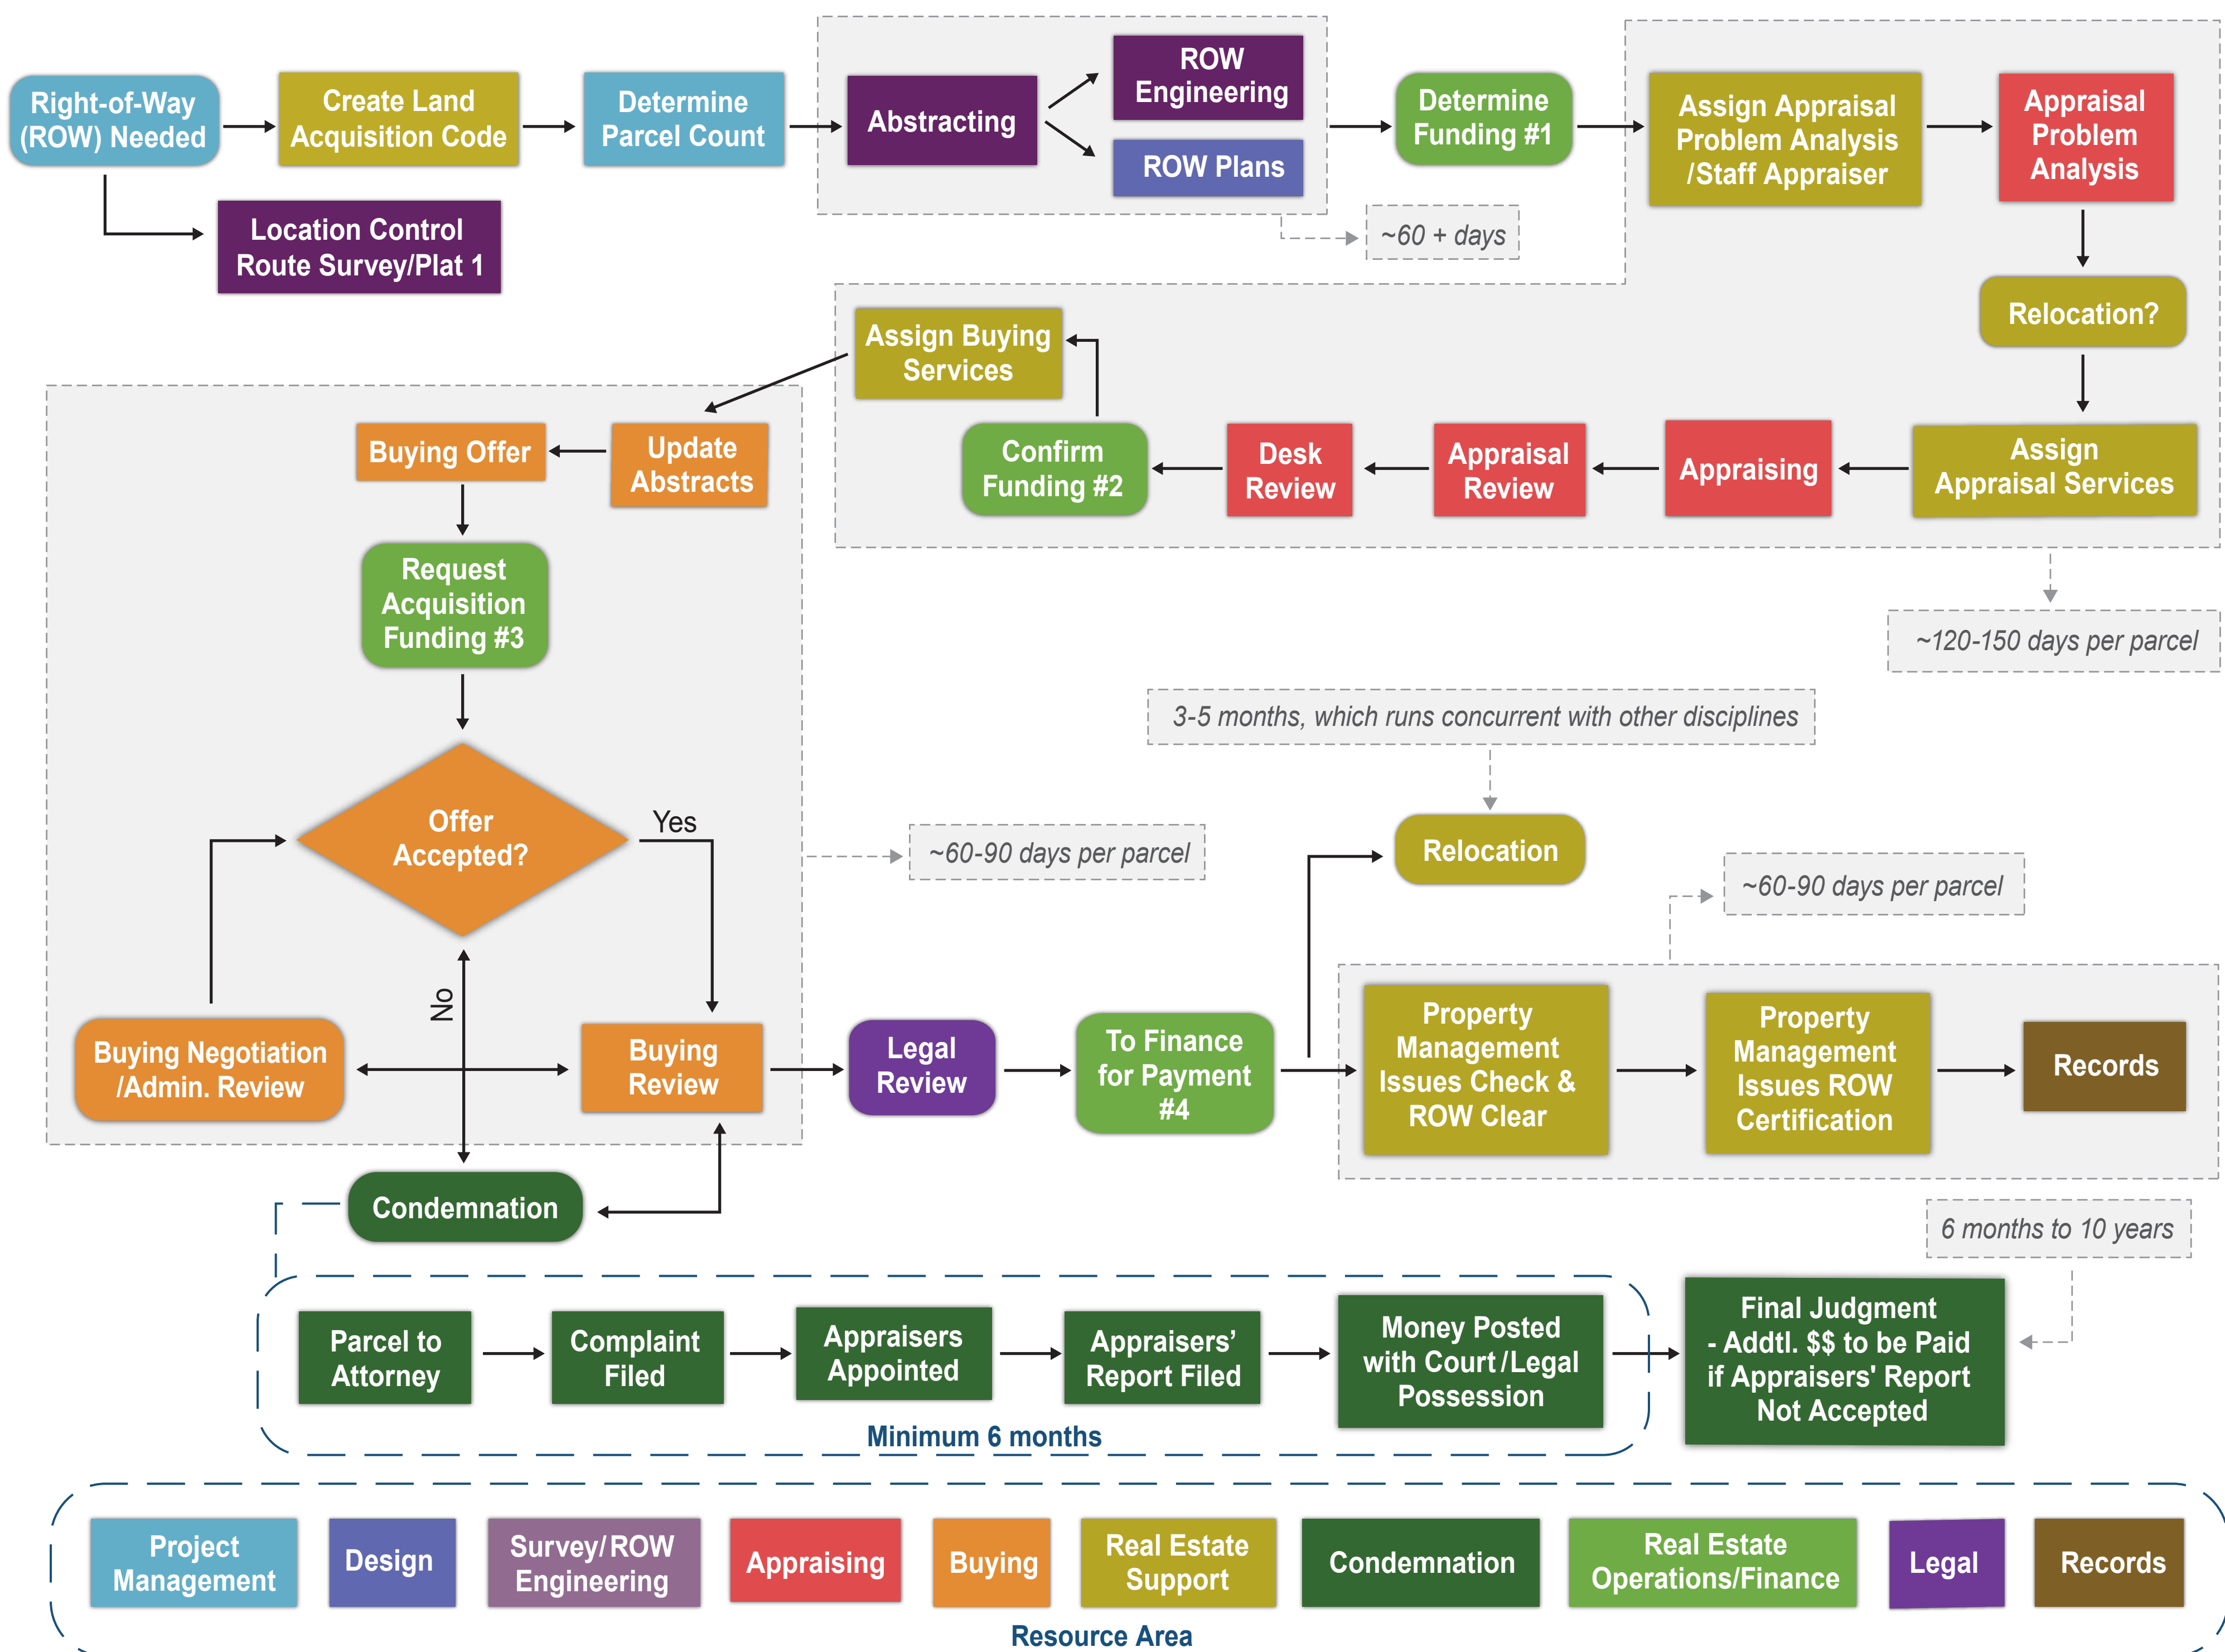 Right-of-Way
(ROW) Needed
Create Land
Acquisition Code
Determine
Parcel Count
Abstracting
ROW
Engineering
ROW Plans
Determine
Funding #1
Assign Appraisal
Problem Analysis
/Staff Appraiser
Appraisal
Problem
Analysis
Location Control
Route Survey/Plat 1
~60 + days
Relocation?
Assign Buying
Services
Buying Offer
Update
Abstracts
Confirm
Funding #2
Desk
Review
Appraisal
Review
Appraising
Assign
Appraisal Services
Request
Acquisition
Funding #3
~120-150 days per parcel
3-5 months, which runs concurrent with other disciplines
Offer
Accepted?
Yes
~60-90 days per parcel
Relocation
~60-90 days per parcel
No
Buying Negotiation
/Admin. Review
Buying
Review
Legal
Review
To Finance
for Payment
#4
Property
Management
Issues Check &
ROW Clear
Property
Management
Issues ROW
Certification
Records
Condemnation
6 months to 10 years
Parcel to
Attorney
Complaint
Filed
Appraisers
Appointed
Appraisers’
Report Filed
Money Posted
with Court/Legal
Possession
Final Judgment
- Addtl. $$ to be Paid
if Appraisers' Report
Not Accepted
Minimum 6 months
Project
Management
Design
Survey/ROW
Engineering
Appraising
Buying
Real Estate
Support
Condemnation
Real Estate
Operations/Finance
Legal
Records
Resource Area